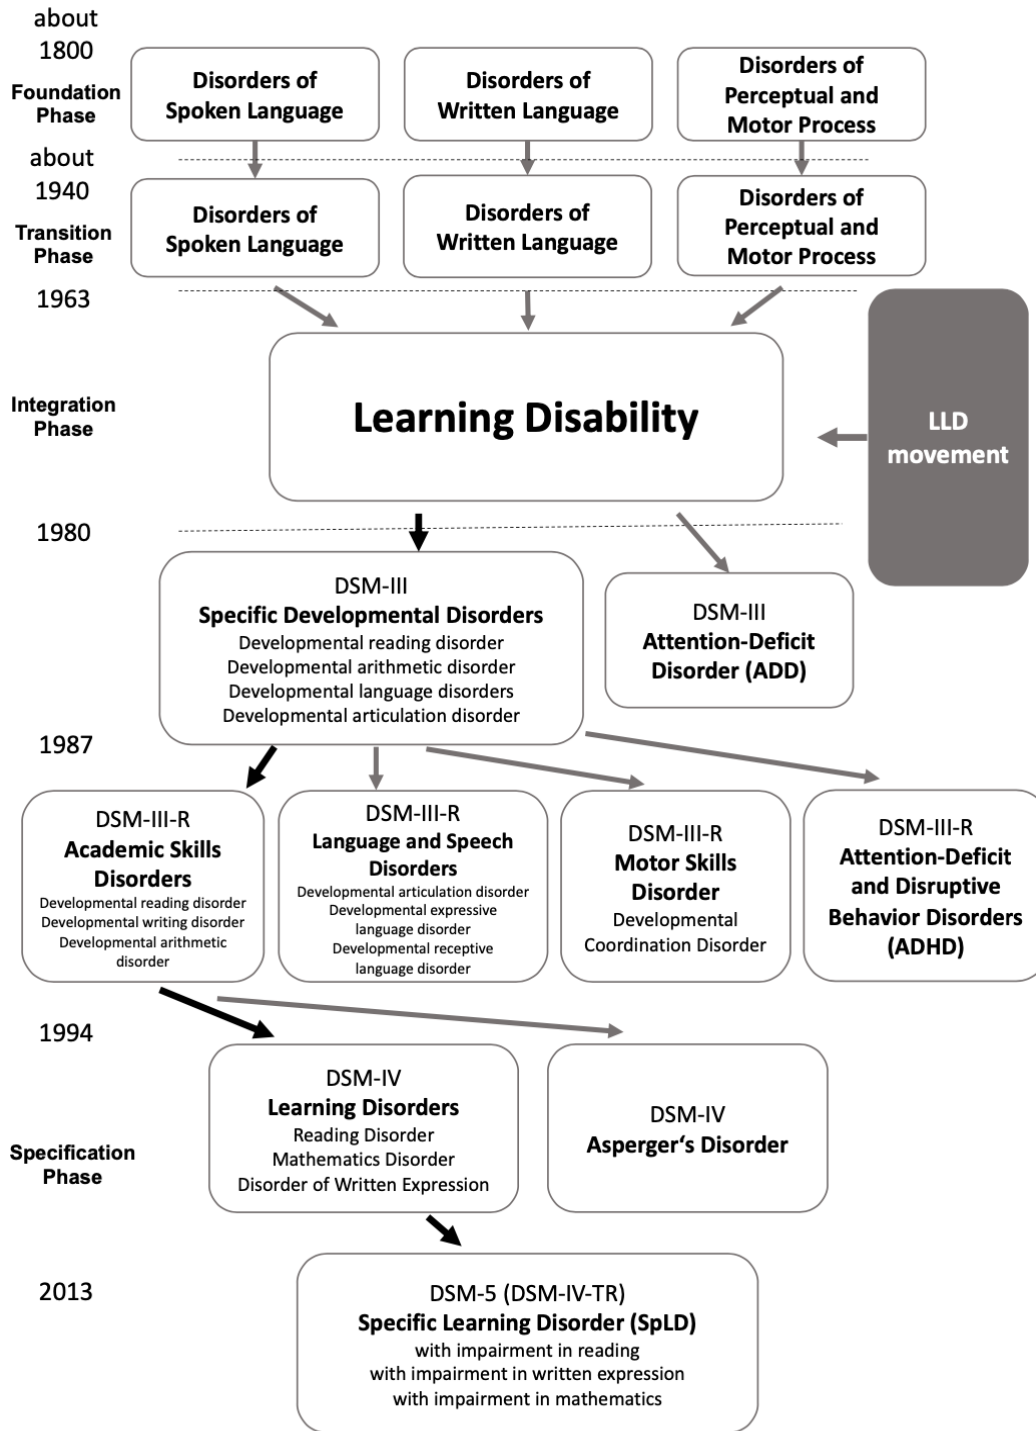 about
1800
Foundation
Phase
Disorders of
Spoken Language
Disorders of
Written Language
Disorders of
Perceptual and
Motor Process
about
1940
Transition
Phase
Disorders of
Spoken Language
Disorders of
Written Language
Disorders of
Perceptual and
Motor Process
1963
Integration
Phase
Learning Disability
LLD
movement
1980
DSM-III
Specific Developmental Disorders
Developmental reading disorder
Developmental arithmetic disorder
Developmental language disorders
Developmental articulation disorder
DSM-III
Attention-Deficit
Disorder (ADD)
1987
DSM-III-R
Academic Skills
Disorders
Developmental reading disorder
Developmental writing disorder
Developmental arithmetic
disorder
DSM-III-R
Language and Speech
Disorders
Developmental articulation disorder
Developmental expressive
language disorder
Developmental receptive
language disorder
DSM-III-R
Motor Skills
Disorder
Developmental
Coordination Disorder
DSM-III-R
Attention-Deficit
and Disruptive
Behavior Disorders
(ADHD)
1994
Specification
Phase
DSM-IV
Learning Disorders
Reading Disorder
Mathematics Disorder
Disorder of Written Expression
DSM-IV
Asperger‘s Disorder
2013
DSM-5 (DSM-IV-TR)
Specific Learning Disorder (SpLD)
with impairment in reading
with impairment in written expression
with impairment in mathematics